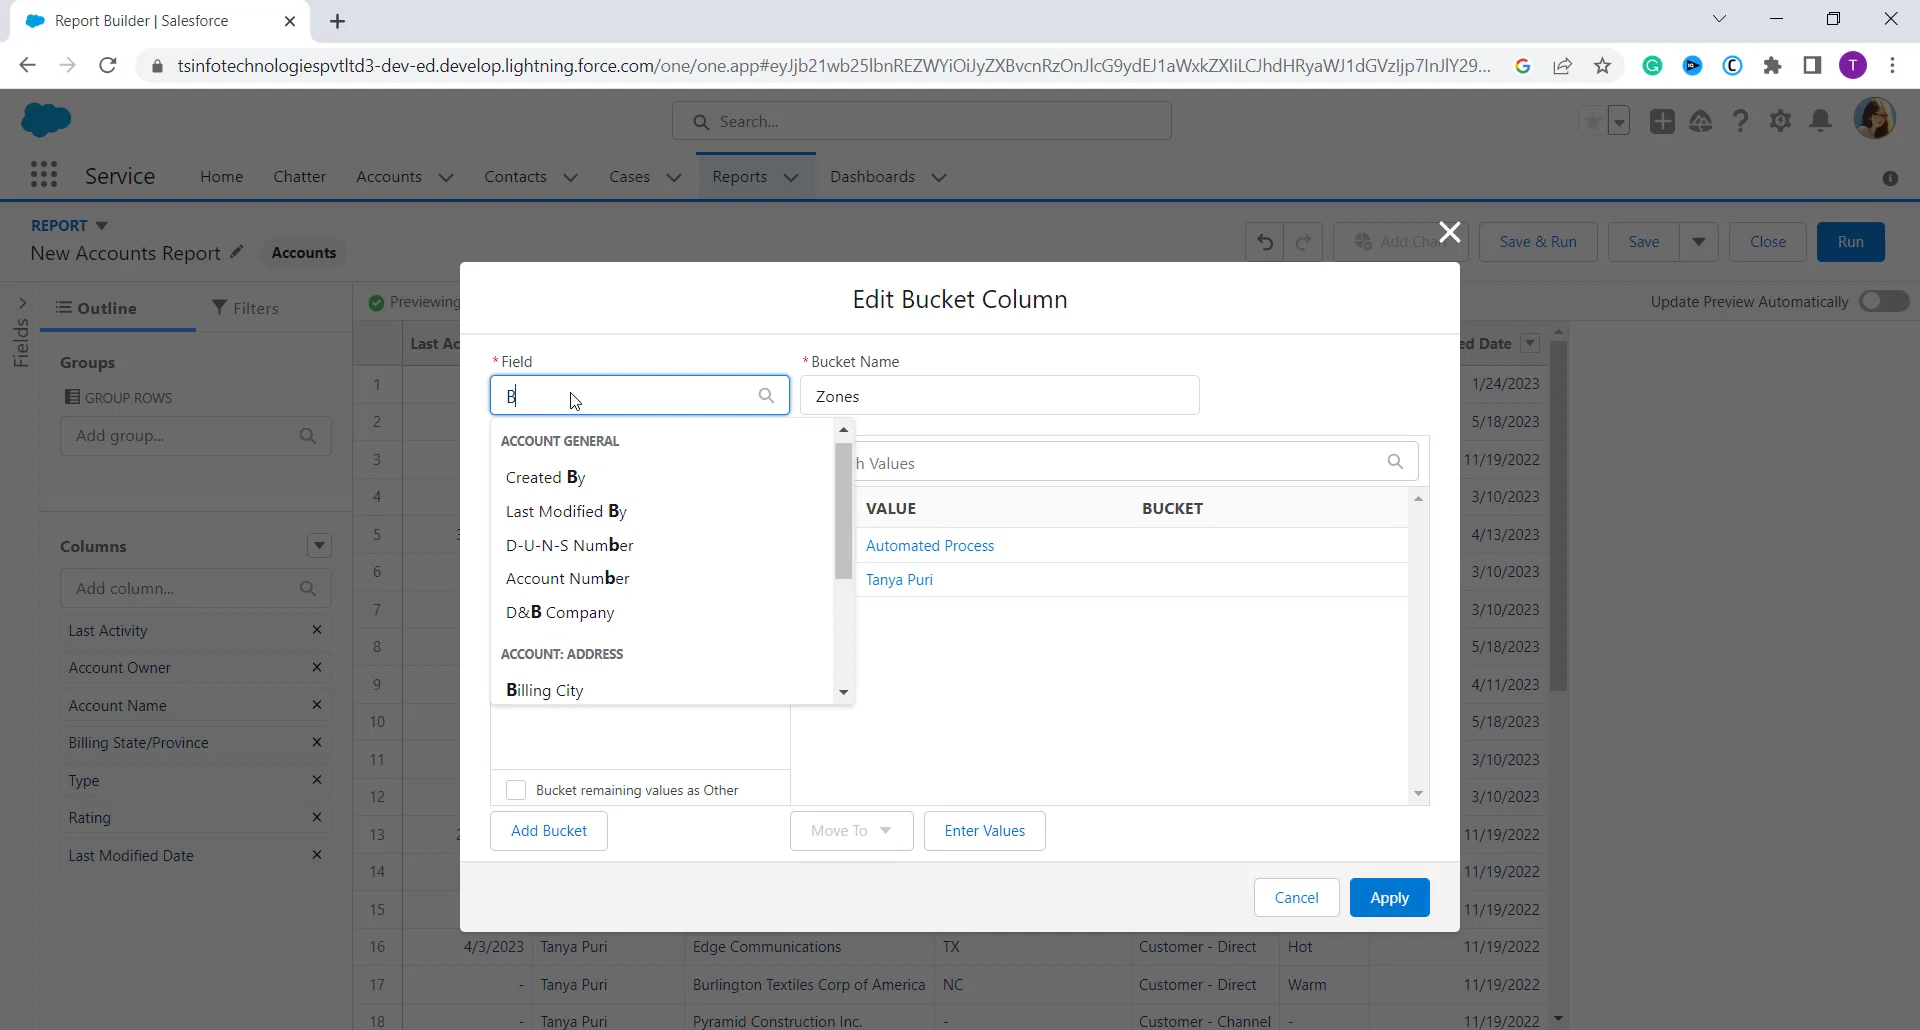 Report Builder | Salesforce
tsinfotechnologiespvtltd3-dev-ed.develop.lightning.force.com/one/one.app#eyJjb21wb25lbnREZWYiOiJyZXBvcnRzOnJlcG9ydEJ1aWxkZXIiLCJhdHRyaWJ1dGVzIjp7InJlY29...
T
Search...
Service
Home
Chatter
Accounts
Contacts
Cases
Reports
Dashboards
REPORT
New Accounts Report
Accounts
Add Chart
Save & Run
Save
Close
Run
Fields
Outline
Filters
Previewing
Update Preview Automatically
Groups
GROUP ROWS
Add group...
Columns
Add column...
Last Activity
Account Owner
Account Name
Billing State/Province
Type
Rating
Last Modified Date
Edit Bucket Column
*Field
*Bucket Name
B
Zones
ACCOUNT GENERAL
Created By
Last Modified By
D-U-N-S Number
Account Number
D&B Company
ACCOUNT: ADDRESS
Billing City
h Values
VALUE BUCKET
Automated Process
Tanya Puri
Bucket remaining values as Other
Add Bucket
Move To
Enter Values
Cancel
Apply
Last Ac ed Date
1 1/24/2023
2 5/18/2023
3 11/19/2022
4 3/10/2023
5 3 4/13/2023
6 3/10/2023
7 3/10/2023
8 5/18/2023
9 4/11/2023
10 5/18/2023
11 3/10/2023
12 3/10/2023
13 2 11/19/2022
14 11/19/2022
15 11/19/2022
16 4/3/2023 Tanya Puri Edge Communications TX Customer - Direct Hot 11/19/2022
17 - Tanya Puri Burlington Textiles Corp of America NC Customer - Direct Warm 11/19/2022
18 - Tanya Puri Pyramid Construction Inc. - Customer - Channel - 11/19/2022